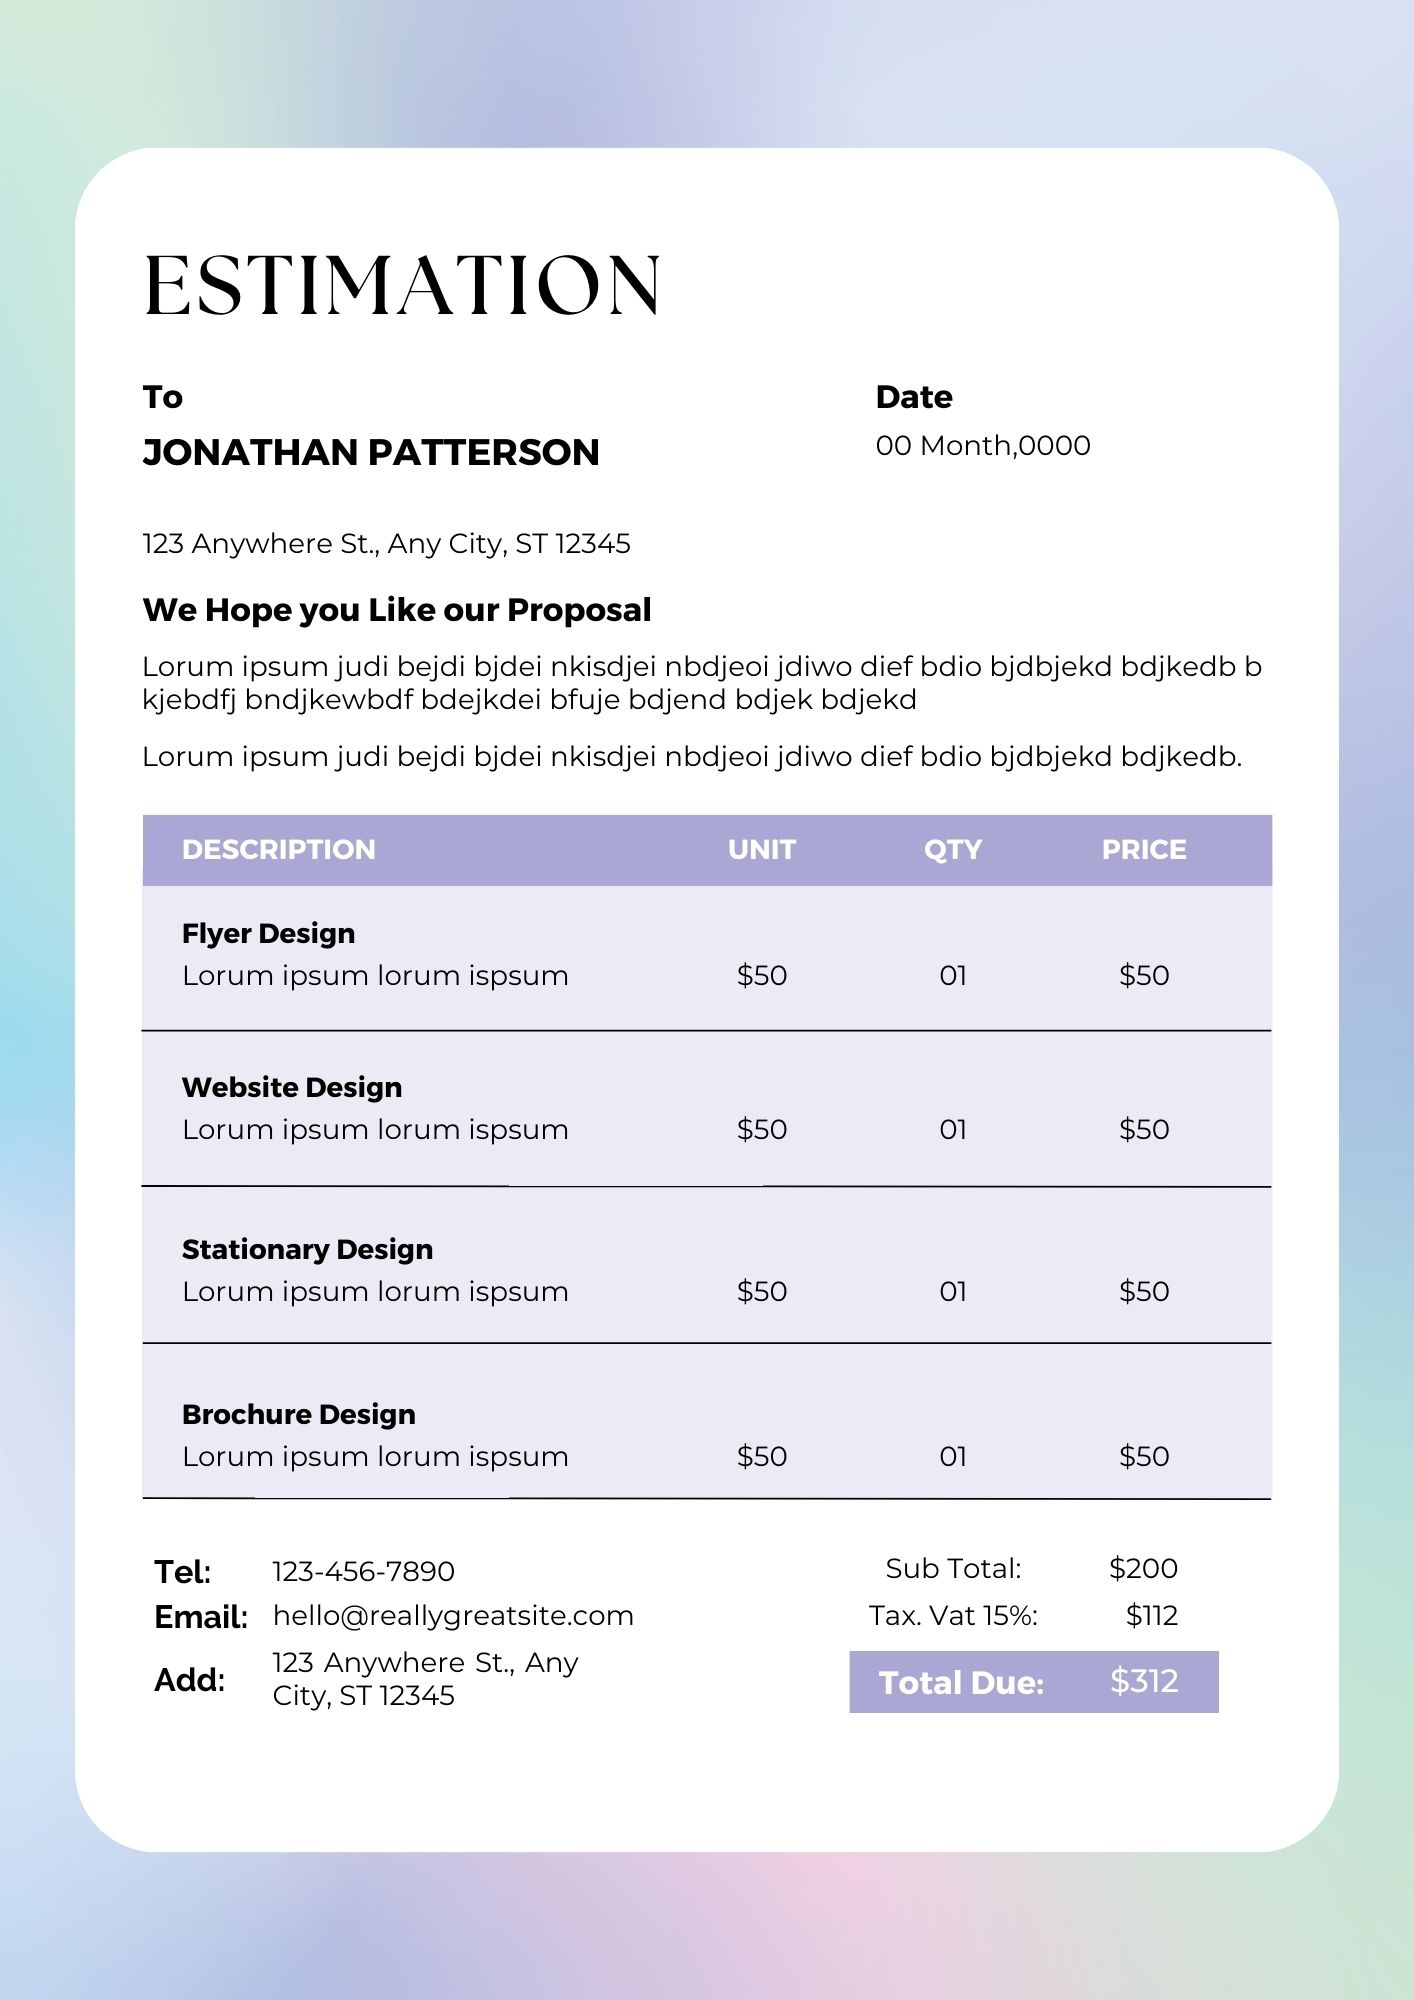 ESTIMATION
To
Date
JONATHAN PATTERSON
00 Month,0000
123 Anywhere St., Any City, ST 12345
We Hope you Like our Proposal
Lorum ipsum judi bejdi bjdei nkisdjei nbdjeoi jdiwo dief bdio bjdbjekd bdjkedb b
kjebdfj bndjkewbdf bdejkdei bfuje bdjend bdjek bdjekd
Lorum ipsum judi bejdi bjdei nkisdjei nbdjeoi jdiwo dief bdio bjdbjekd bdjkedb.
DESCRIPTION UNIT QTY PRICE
Flyer Design
Lorum ipsum lorum ispsum $50 01 $50
Website Design
Lorum ipsum lorum ispsum $50 01 $50
Stationary Design
Lorum ipsum lorum ispsum $50 01 $50
Brochure Design
Lorum ipsum lorum ispsum $50 01 $50
Tel: 123-456-7890
Email: hello@reallygreatsite.com
Add: 123 Anywhere St., Any
City, ST 12345
Sub Total: $200
Tax. Vat 15%: $112
Total Due: $312